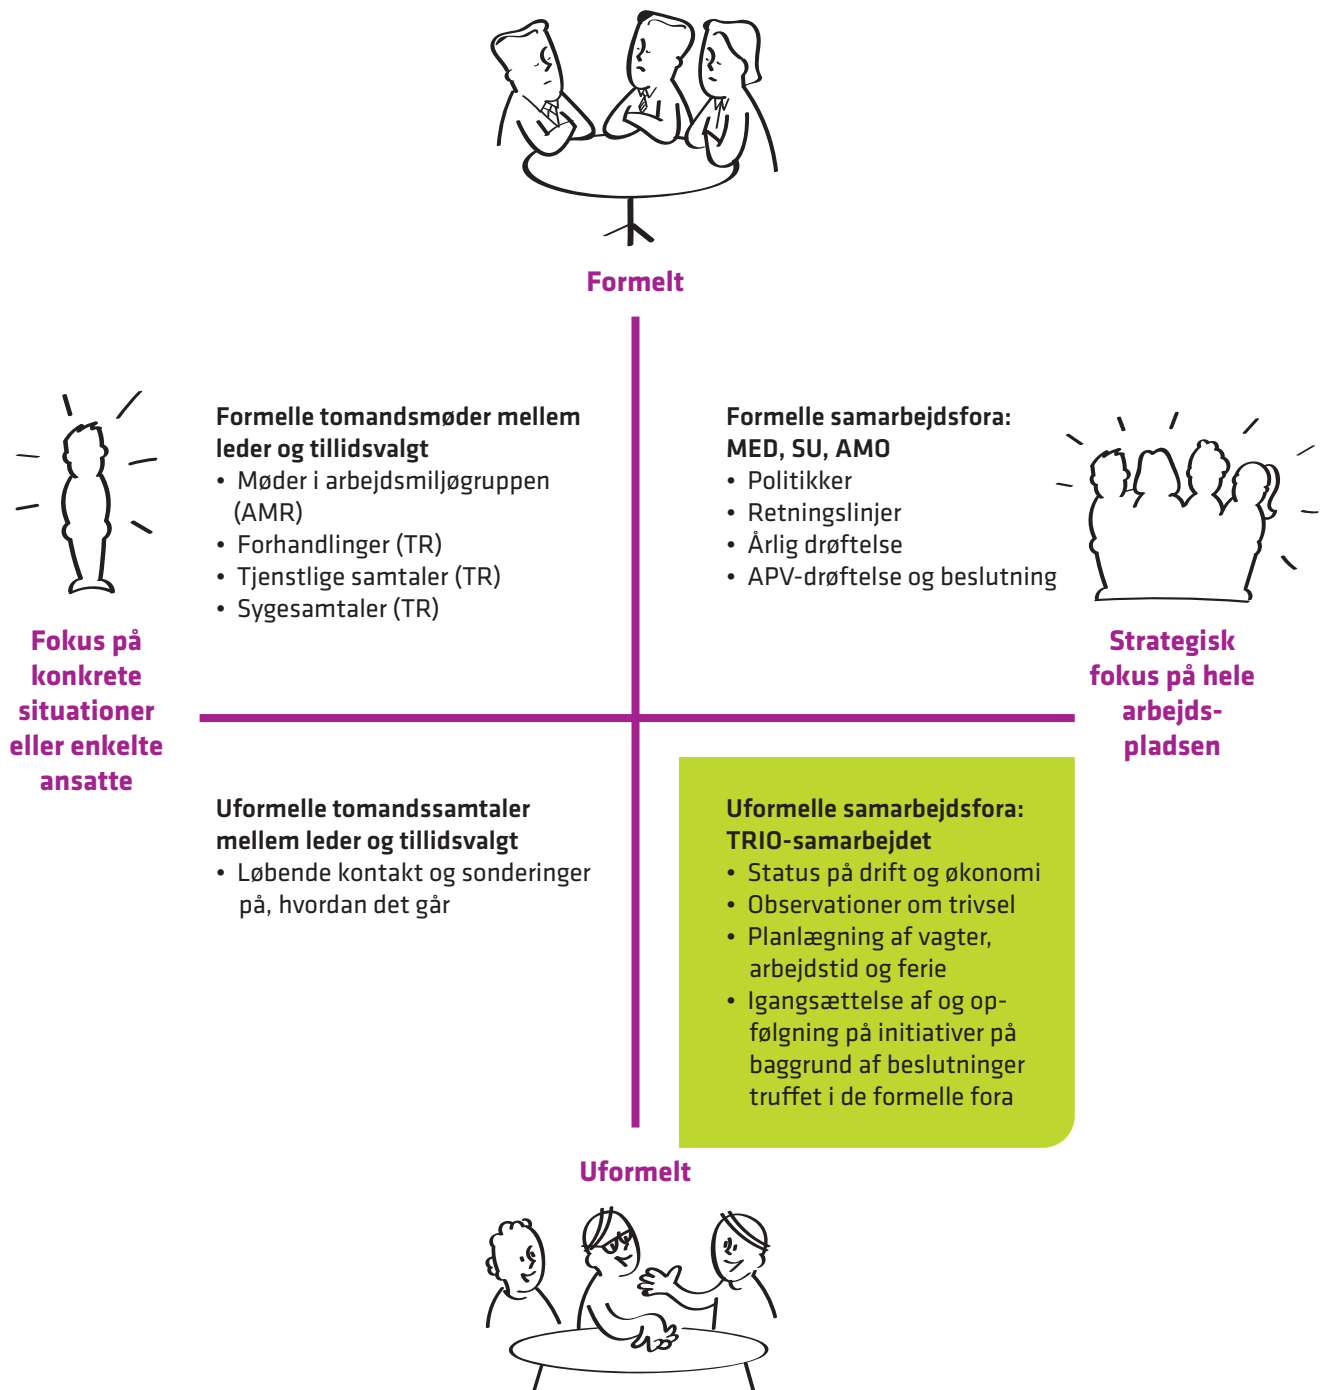 Formelt
Formelle tomandsmøder mellem
leder og tillidsvalgt
• Møder i arbejdsmiljøgruppen
(AMR)
• Forhandlinger (TR)
• Tjenstlige samtaler (TR)
• Sygesamtaler (TR)
Formelle samarbejdsfora:
MED, SU, AMO
• Politikker
• Retningslinjer
• Årlig drøftelse
• APV-drøftelse og beslutning
Fokus på
konkrete
situationer
eller enkelte
ansatte
Strategisk
fokus på hele
arbejds-
pladsen
Uformelle tomandssamtaler
mellem leder og tillidsvalgt
• Løbende kontakt og sonderinger
på, hvordan det går
Uformelle samarbejdsfora:
TRIO-samarbejdet
• Status på drift og økonomi
• Observationer om trivsel
• Planlægning af vagter,
arbejdstid og ferie
• Igangsættelse af og op-
følgning på initiativer på
baggrund af beslutninger
truffet i de formelle fora
Uformelt